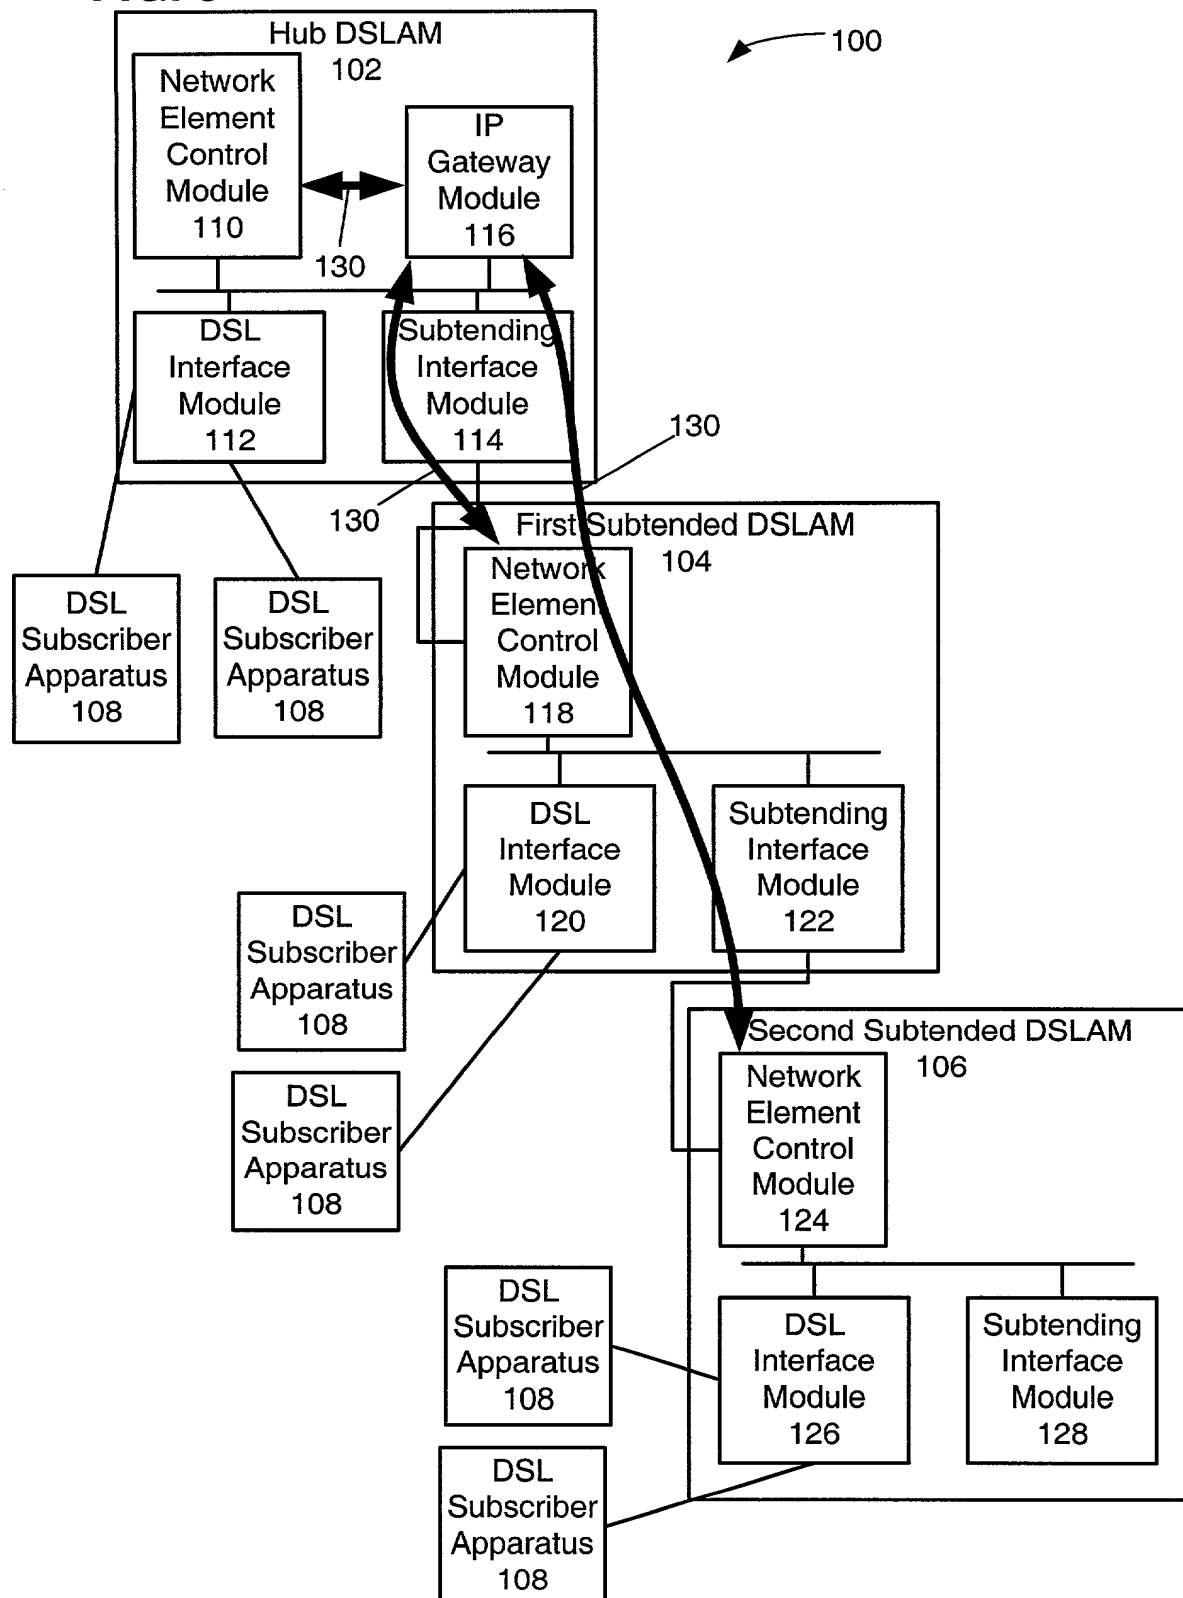 Hub DSLAM
102
100
Network
Element
Control
Module
110
IP
Gateway
Module
116
130
DSL
Interface
Module
112
Subtending
Interface
Module
114
130
130
First Subtended DSLAM
104
Network
Element
Control
Module
118
DSL
Subscriber
Apparatus
108
DSL
Subscriber
Apparatus
108
DSL
Interface
Module
120
Subtending
Interface
Module
122
DSL
Subscriber
Apparatus
108
DSL
Subscriber
Apparatus
108
Second Subtended DSLAM
106
Network
Element
Control
Module
124
DSL
Subscriber
Apparatus
108
DSL
Interface
Module
126
Subtending
Interface
Module
128
DSL
Subscriber
Apparatus
108